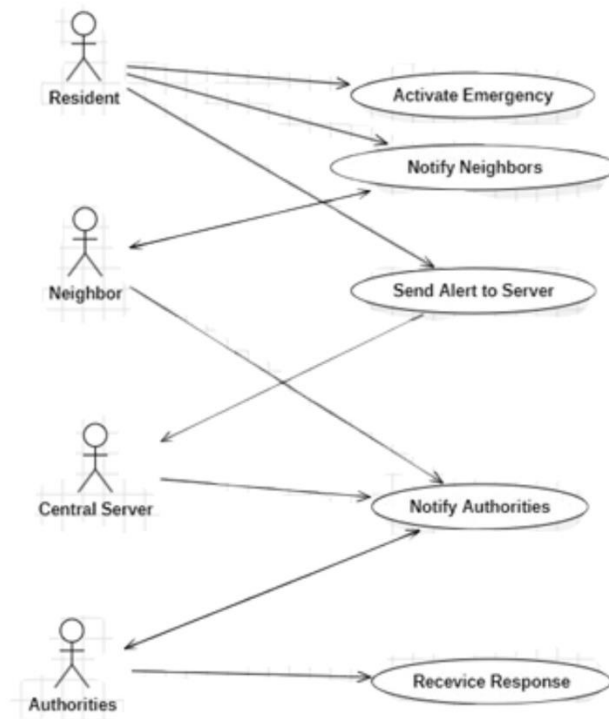 Resident
Activate Emergency
Notify Neighbors
Neighbor
Send Alert to Server
Central Server
Notify Authorities
Authorities
Recevice Response